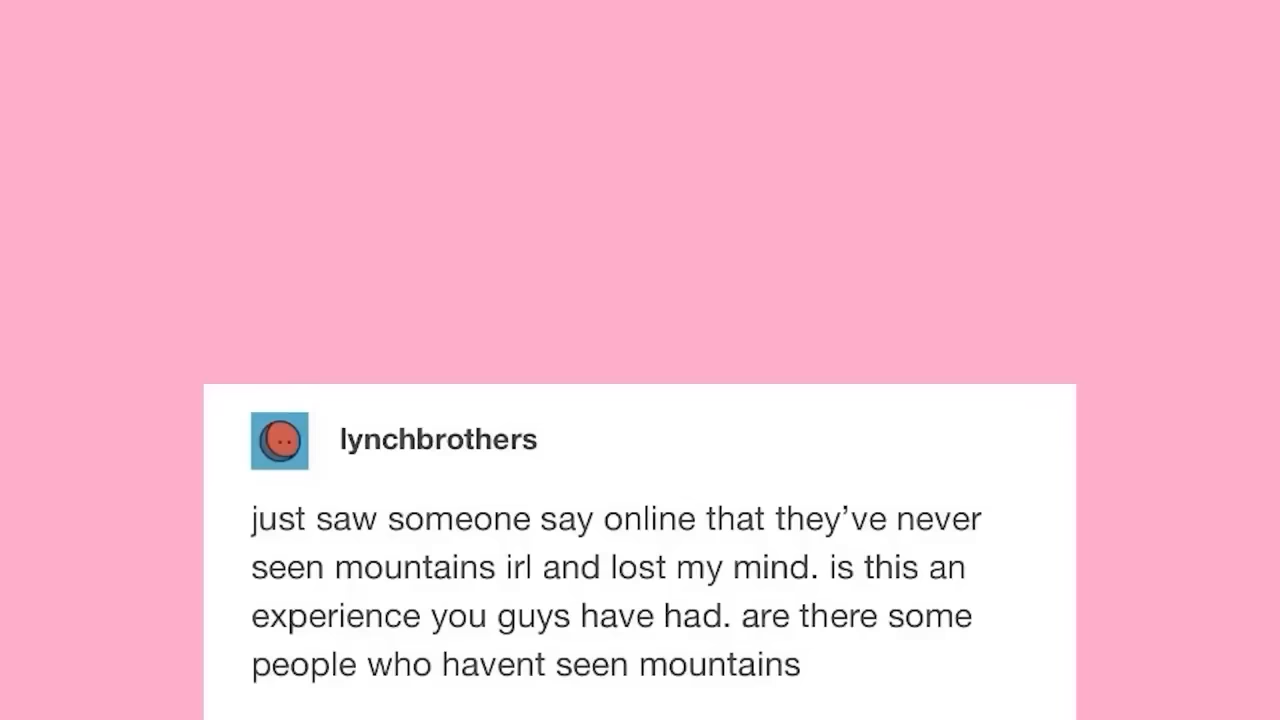 lynchbrothers
just saw someone say online that they’ve never
seen mountains irl and lost my mind. is this an
experience you guys have had. are there some
people who havent seen mountains